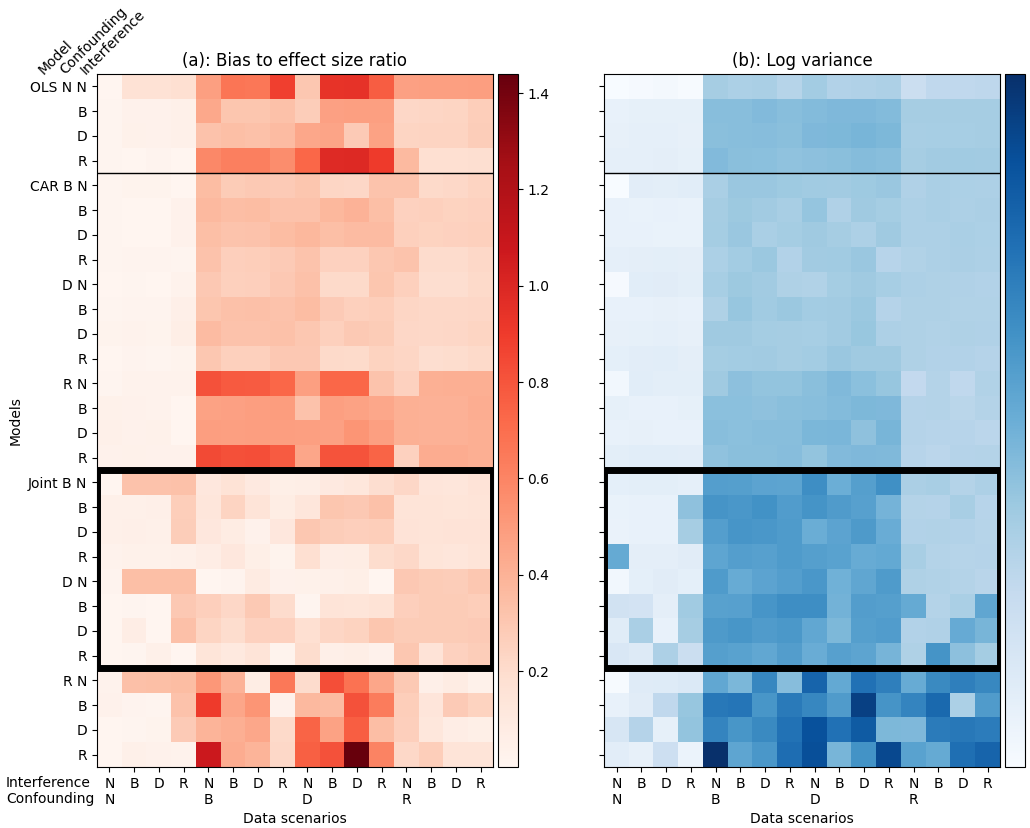 Model
Confounding
Interference
(a): Bias to effect size ratio
(b): Log variance
OLS N N
B
D
R
CAR B N
B
D
R
D N
B
D
R
R N
B
D
R
Joint B N
B
D
R
D N
B
D
R
R N
B
D
R
Models
1.4
1.2
1.0
0.8
0.6
0.4
0.2
Interference N B D R N B D R N B D R N B D R
Confounding N B D R
Data scenarios
N B D R N B D R N B D R N B D R
N B D R
Data scenarios